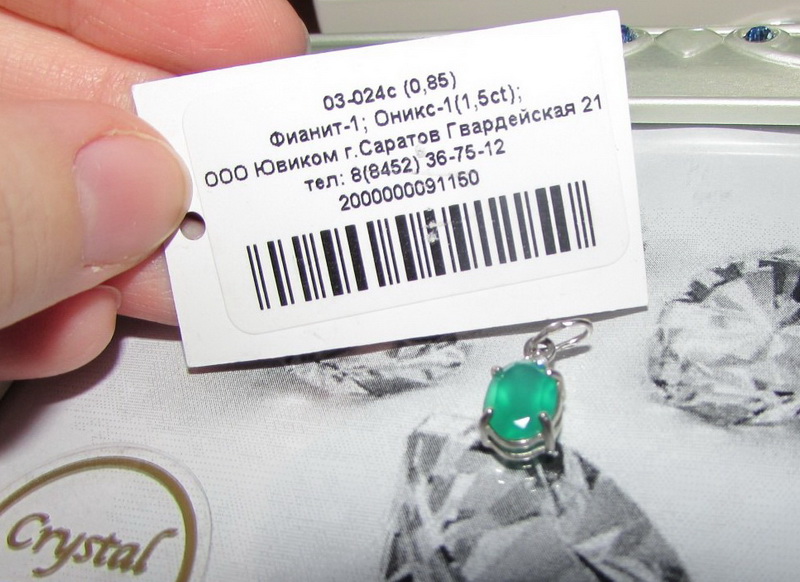 03-024с (0,85)
Фианит-1; Оникс-1(1,5ct);
ООО Ювиком г.Саратов Гвардейская 21
тел: 8(8452) 36-75-12
2000000091150
Crystal